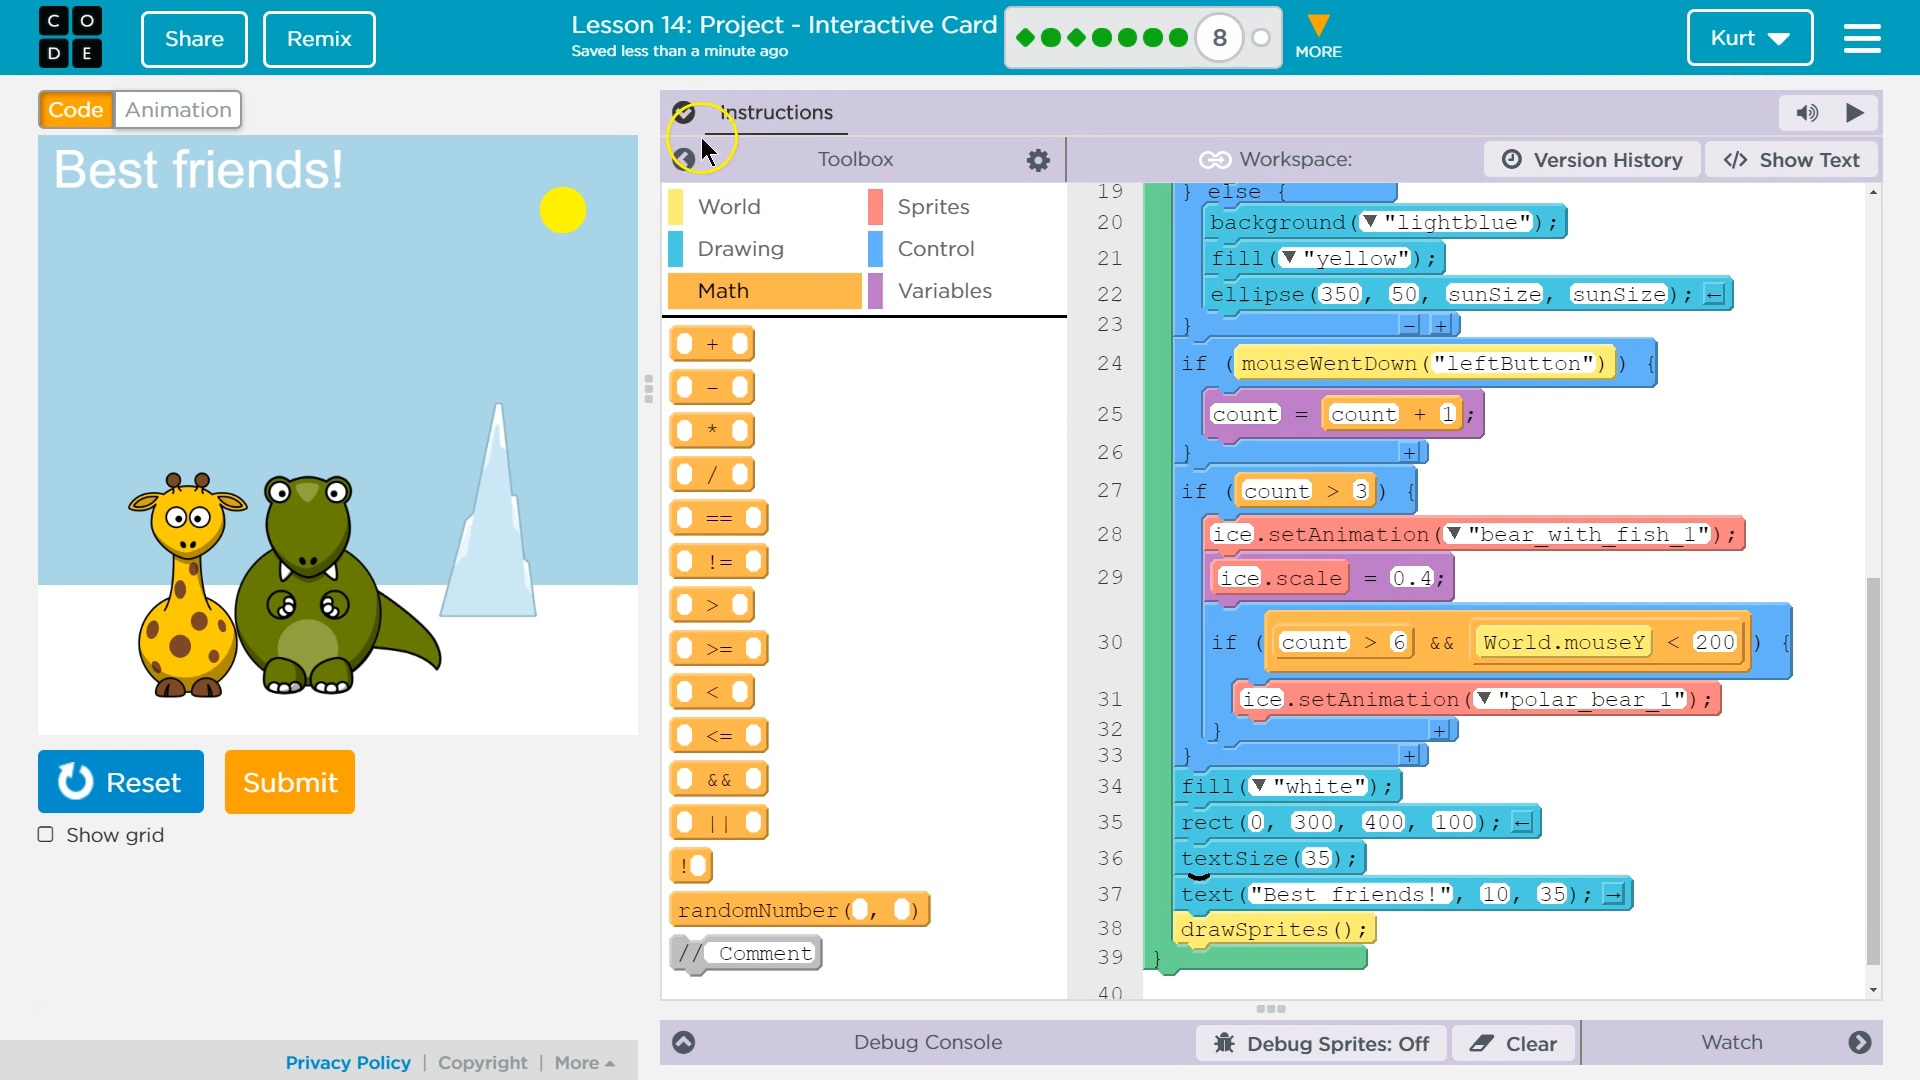 CODE
Share
Remix
Lesson 14: Project - Interactive Card
Saved less than a minute ago
8
MORE
Kurt
Code
Animation
Best friends!
Reset
Submit
Show grid
Privacy Policy | Copyright | More
Instructions
Toolbox
Workspace:
Version History
</> Show Text
World
Sprites
Drawing
Control
Math
Variables
+
-
*
/
==
!=
>
>=
<
<=
&&
||
!
randomNumber( , )
// Comment
19 } else {
20 background( "lightblue");
21 fill( "yellow");
22 ellipse(350, 50, sunSize, sunSize);
23 }
24 if (mouseWentDown("leftButton")) {
25 count = count + 1;
26 }
27 if (count > 3) {
28 ice.setAnimation( "bear_with_fish_1");
29 ice.scale = 0.4;
30 if (count > 6 && World.mouseY < 200) {
31 ice.setAnimation( "polar_bear_1");
32 }
33 }
34 fill( "white");
35 rect(0, 300, 400, 100);
36 textSize(35);
37 text("Best friends!", 10, 35);
38 drawSprites();
39 }
40
Debug Console
Debug Sprites: Off
Clear
Watch